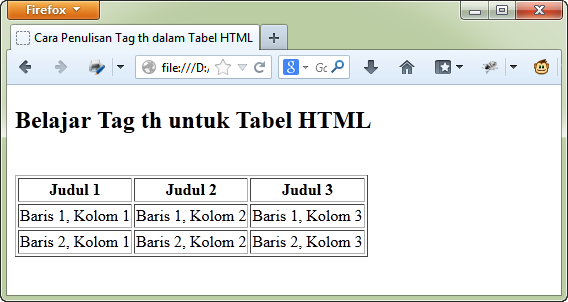 Firefox
Cara Penulisan Tag th dalam Tabel HTML
file:///D:/
8 Go
Belajar Tag th untuk Tabel HTML
Judul 1 Judul 2 Judul 3
Baris 1, Kolom 1 Baris 1, Kolom 2 Baris 1, Kolom 3
Baris 2, Kolom 1 Baris 2, Kolom 2 Baris 2, Kolom 3